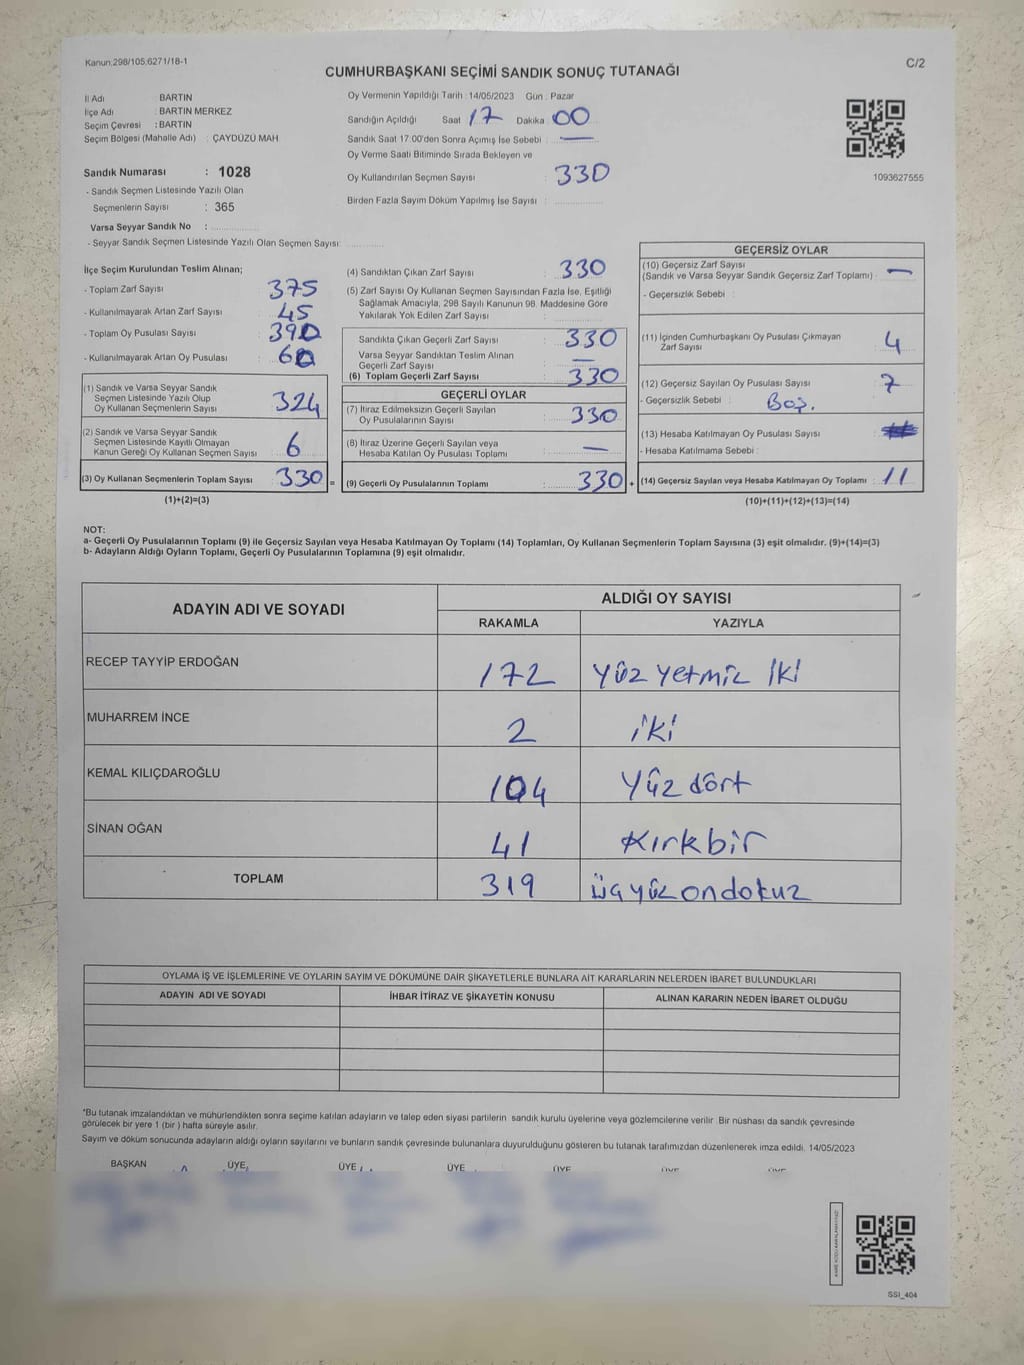 Kanun:298/105;6271/18-1
C/2
CUMHURBAŞKANI SEÇİMİ SANDIK SONUÇ TUTANAĞI
İl Adı BARTIN
İlçe Adı : BARTIN MERKEZ
Seçim Çevresi : BARTIN
Seçim Bölgesi (Mahalle Adı) : ÇAYDÜZÜ MAH
Sandık Numarası : 1028
- Sandık Seçmen Listesinde Yazılı Olan
Seçmenlerin Sayısı : 365
Varsa Seyyar Sandık No :
- Seyyar Sandık Seçmen Listesinde Yazılı Olan Seçmen Sayısı:
Oy Vermenin Yapıldığı Tarih : 14/05/2023 Gün : Pazar
Sandığın Açıldığı Saat 17 Dakika 00
Sandık Saat 17:00'den Sonra Açımış İse Sebebi : —
Oy Verme Saati Bitiminde Sırada Bekleyen ve
Oy Kullandırılan Seçmen Sayısı : 330
Birden Fazla Sayım Döküm Yapılmış İse Sayısı :
1093627555
İlçe Seçim Kurulundan Teslim Alınan;
- Toplam Zarf Sayısı : 375
- Kullanılmayarak Artan Zarf Sayısı : 45
- Toplam Oy Pusulası Sayısı : 390
- Kullanılmayarak Artan Oy Pusulası : 60
(1) Sandık ve Varsa Seyyar Sandık
Seçmen Listesinde Yazılı Olup
Oy Kullanan Seçmenlerin Sayısı : 324
(2) Sandık ve Varsa Seyyar Sandık
Seçmen Listesinde Kayıtlı Olmayan
Kanun Gereği Oy Kullanan Seçmen Sayısı : 6
(3) Oy Kullanan Seçmenlerin Toplam Sayısı : 330 =
(1)+(2)=(3)
(4) Sandıktan Çıkan Zarf Sayısı : 330
(5) Zarf Sayısı Oy Kullanan Seçmen Sayısından Fazla İse, Eşitliği
Sağlamak Amacıyla, 298 Sayılı Kanunun 98. Maddesine Göre
Yakılarak Yok Edilen Zarf Sayısı :
Sandıkta Çıkan Geçerli Zarf Sayısı : 330
Varsa Seyyar Sandıktan Teslim Alınan
Geçerli Zarf Sayısı : —
(6) Toplam Geçerli Zarf Sayısı : 330
GEÇERLİ OYLAR
(7) İtiraz Edilmeksizin Geçerli Sayılan
Oy Pusulalarının Sayısı : 330
(8) İtiraz Üzerine Geçerli Sayılan veya
Hesaba Katılan Oy Pusulası Toplamı : —
(9) Geçerli Oy Pusulalarının Toplamı : 330 +
GEÇERSİZ OYLAR
(10) Geçersiz Zarf Sayısı
(Sandık ve Varsa Seyyar Sandık Geçersiz Zarf Toplamı) : —
- Geçersizlik Sebebi :
(11) İçinden Cumhurbaşkanı Oy Pusulası Çıkmayan
Zarf Sayısı : 4
(12) Geçersiz Sayılan Oy Pusulası Sayısı : 7
- Geçersizlik Sebebi : Boş.
(13) Hesaba Katılmayan Oy Pusulası Sayısı :
- Hesaba Katılmama Sebebi :
(14) Geçersiz Sayılan veya Hesaba Katılmayan Oy Toplamı : 11
(10)+(11)+(12)+(13)=(14)
NOT:
a- Geçerli Oy Pusulalarının Toplamı (9) ile Geçersiz Sayılan veya Hesaba Katılmayan Oy Toplamı (14) Toplamları, Oy Kullanan Seçmenlerin Toplam Sayısına (3) eşit olmalıdır. (9)+(14)=(3)
b- Adayların Aldığı Oyların Toplamı, Geçerli Oy Pusulalarının Toplamına (9) eşit olmalıdır.
ADAYIN ADI VE SOYADI ALDIĞI OY SAYISI
RAKAMLA YAZIYLA
RECEP TAYYİP ERDOĞAN 172 Yüz Yetmiz İki
MUHARREM İNCE 2 iki
KEMAL KILIÇDAROĞLU 104 Yüz dört
SİNAN OĞAN 41 Kırkbir
TOPLAM 319 üçyüz ondokuz
OYLAMA İŞ VE İŞLEMLERİNE VE OYLARIN SAYIM VE DÖKÜMÜNE DAİR ŞİKAYETLERLE BUNLARA AİT KARARLARIN NELERDEN İBARET BULUNDUKLARI
ADAYIN ADI VE SOYADI İHBAR İTİRAZ VE ŞİKAYETİN KONUSU ALINAN KARARIN NEDEN İBARET OLDUĞU
*Bu tutanak imzalandıktan ve mühürlendikten sonra seçime katılan adayların ve talep eden siyasi partilerin sandık kurulu üyelerine veya gözlemcilerine verilir. Bir nüshası da sandık çevresinde
görülecek bir yere 1 (bir) hafta süreyle asılır.
Sayım ve döküm sonucunda adayların aldığı oyların sayılarını ve bunların sandık çevresinde bulunanlara duyurulduğunu gösteren bu tutanak tarafımızdan düzenlenerek imza edildi. 14/05/2023
BAŞKAN ÜYE ÜYE ÜYE ÜYE ÜYE ÜYE
SSI_404